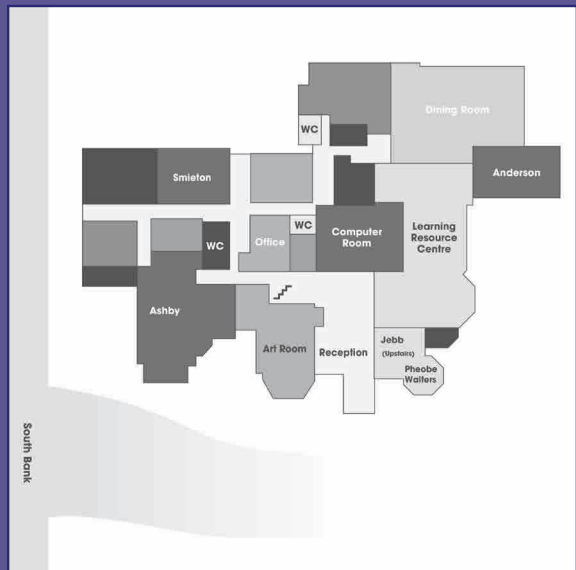 Dining Room
WC
Smieton
Anderson
WC
Office
WC
Computer
Room
Learning
Resource
Centre
Ashby
Art Room
Reception
Jebb
(Upstairs)
Pheobe
Walters
South Bank